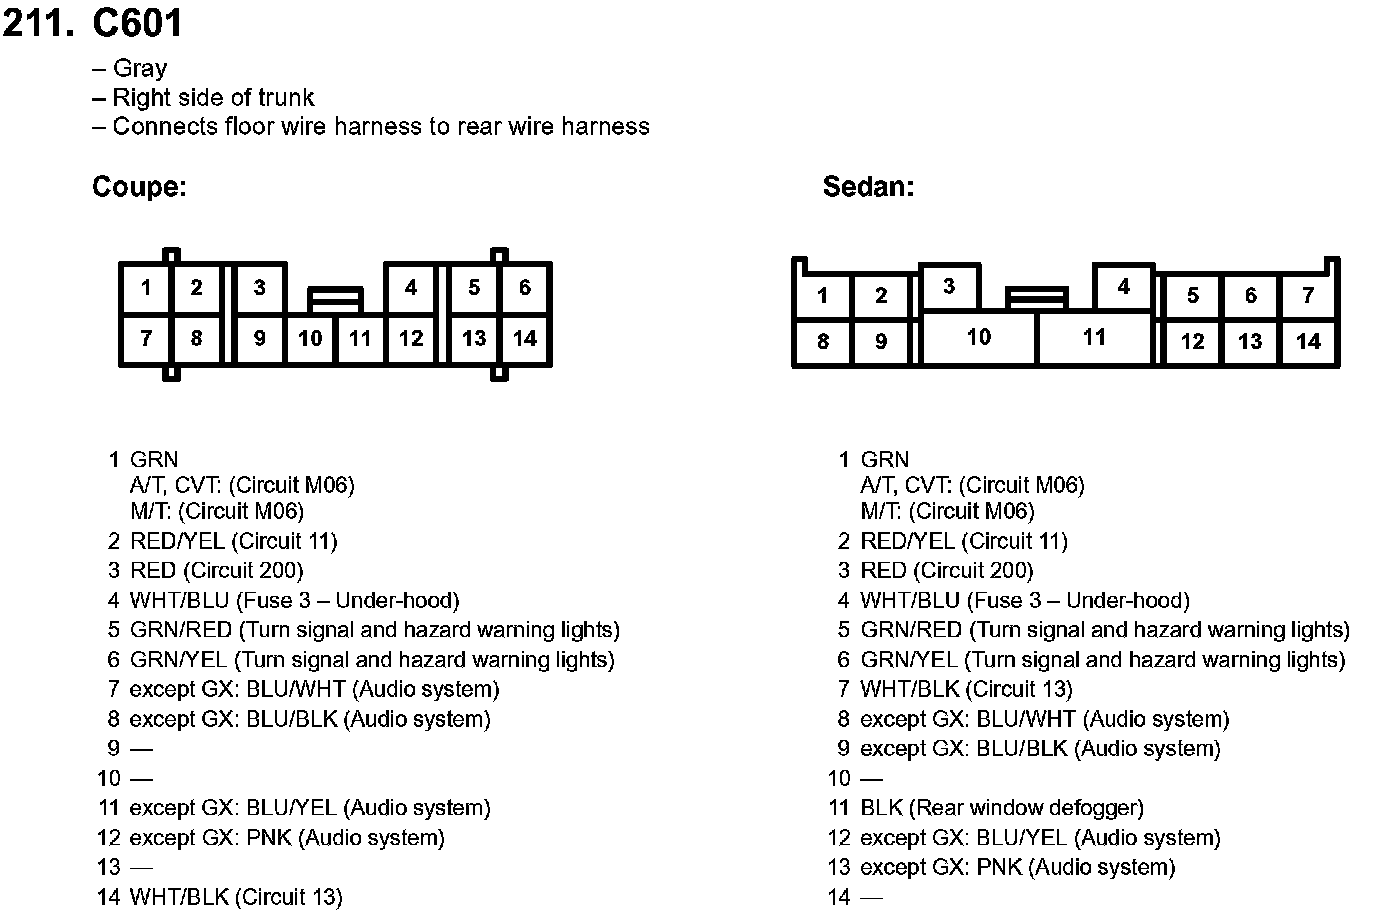 211. C601
– Gray
– Right side of trunk
– Connects floor wire harness to rear wire harness
Coupe:
1 2 3 4 5 6
7 8 9 10 11 12 13 14
1 GRN
A/T, CVT: (Circuit M06)
M/T: (Circuit M06)
2 RED/YEL (Circuit 11)
3 RED (Circuit 200)
4 WHT/BLU (Fuse 3 – Under-hood)
5 GRN/RED (Turn signal and hazard warning lights)
6 GRN/YEL (Turn signal and hazard warning lights)
7 except GX: BLU/WHT (Audio system)
8 except GX: BLU/BLK (Audio system)
9 —
10 —
11 except GX: BLU/YEL (Audio system)
12 except GX: PNK (Audio system)
13 —
14 WHT/BLK (Circuit 13)
Sedan:
1 2 3 4 5 6 7
8 9 10 11 12 13 14
1 GRN
A/T, CVT: (Circuit M06)
M/T: (Circuit M06)
2 RED/YEL (Circuit 11)
3 RED (Circuit 200)
4 WHT/BLU (Fuse 3 – Under-hood)
5 GRN/RED (Turn signal and hazard warning lights)
6 GRN/YEL (Turn signal and hazard warning lights)
7 WHT/BLK (Circuit 13)
8 except GX: BLU/WHT (Audio system)
9 except GX: BLU/BLK (Audio system)
10 —
11 BLK (Rear window defogger)
12 except GX: BLU/YEL (Audio system)
13 except GX: PNK (Audio system)
14 —